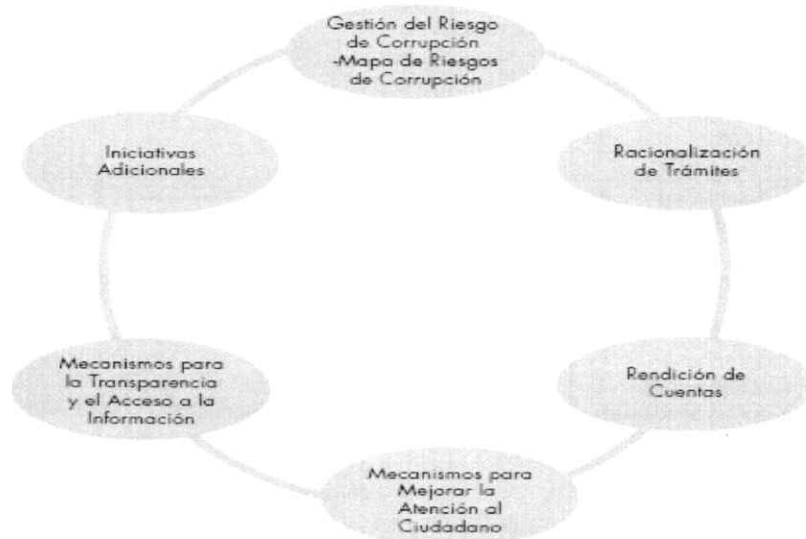 Gestión del Riesgo
de Corrupción
-Mapa de Riesgos
de Corrupción
Iniciativas
Adicionales
Racionalización
de Trámites
Mecanismos para
la Transparencia
y el Acceso a la
Información
Rendición de
Cuentas
Mecanismos para
Mejorar la
Atención al
Ciudadano